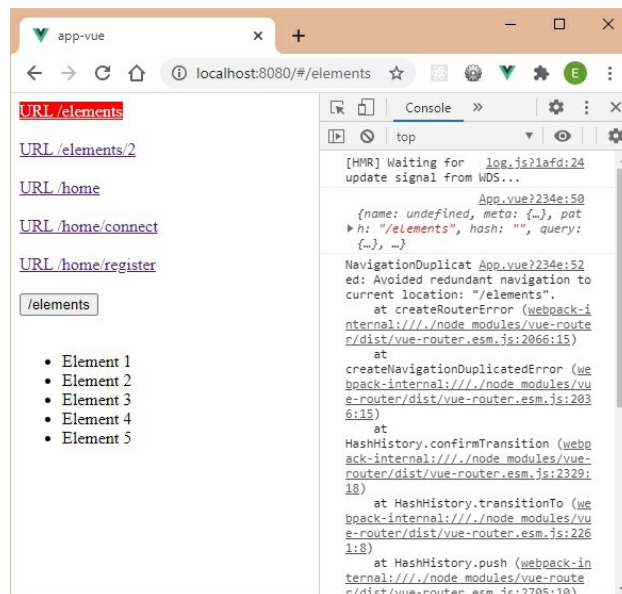 app-vue
localhost:8080/#/elements
E
URL /elements
URL /elements/2
URL /home
URL /home/connect
URL /home/register
/elements
Element 1
Element 2
Element 3
Element 4
Element 5
Console
top
[HMR] Waiting for log.js?1afd:24
update signal from WDS...
App.vue?234e:50
{name: undefined, meta: {…}, pat
h: "/elements", hash: "", query:
{…}, …}
NavigationDuplicat App.vue?234e:52
ed: Avoided redundant navigation to
current location: "/elements".
at createRouterError (webpack-i
nternal:///./node_modules/vue-route
r/dist/vue-router.esm.js:2066:15)
at
createNavigationDuplicatedError (we
bpack-internal:///./node_modules/vu
e-router/dist/vue-router.esm.js:203
6:15)
at
HashHistory.confirmTransition (webp
ack-internal:///./node_modules/vue-
router/dist/vue-router.esm.js:2329:
18)
at HashHistory.transitionTo (we
bpack-internal:///./node_modules/vu
e-router/dist/vue-router.esm.js:226
1:8)
at HashHistory.push (webpack-in
ternal:///./node_modules/vue-route
r/dist/vue-router.esm.js:2705:10)